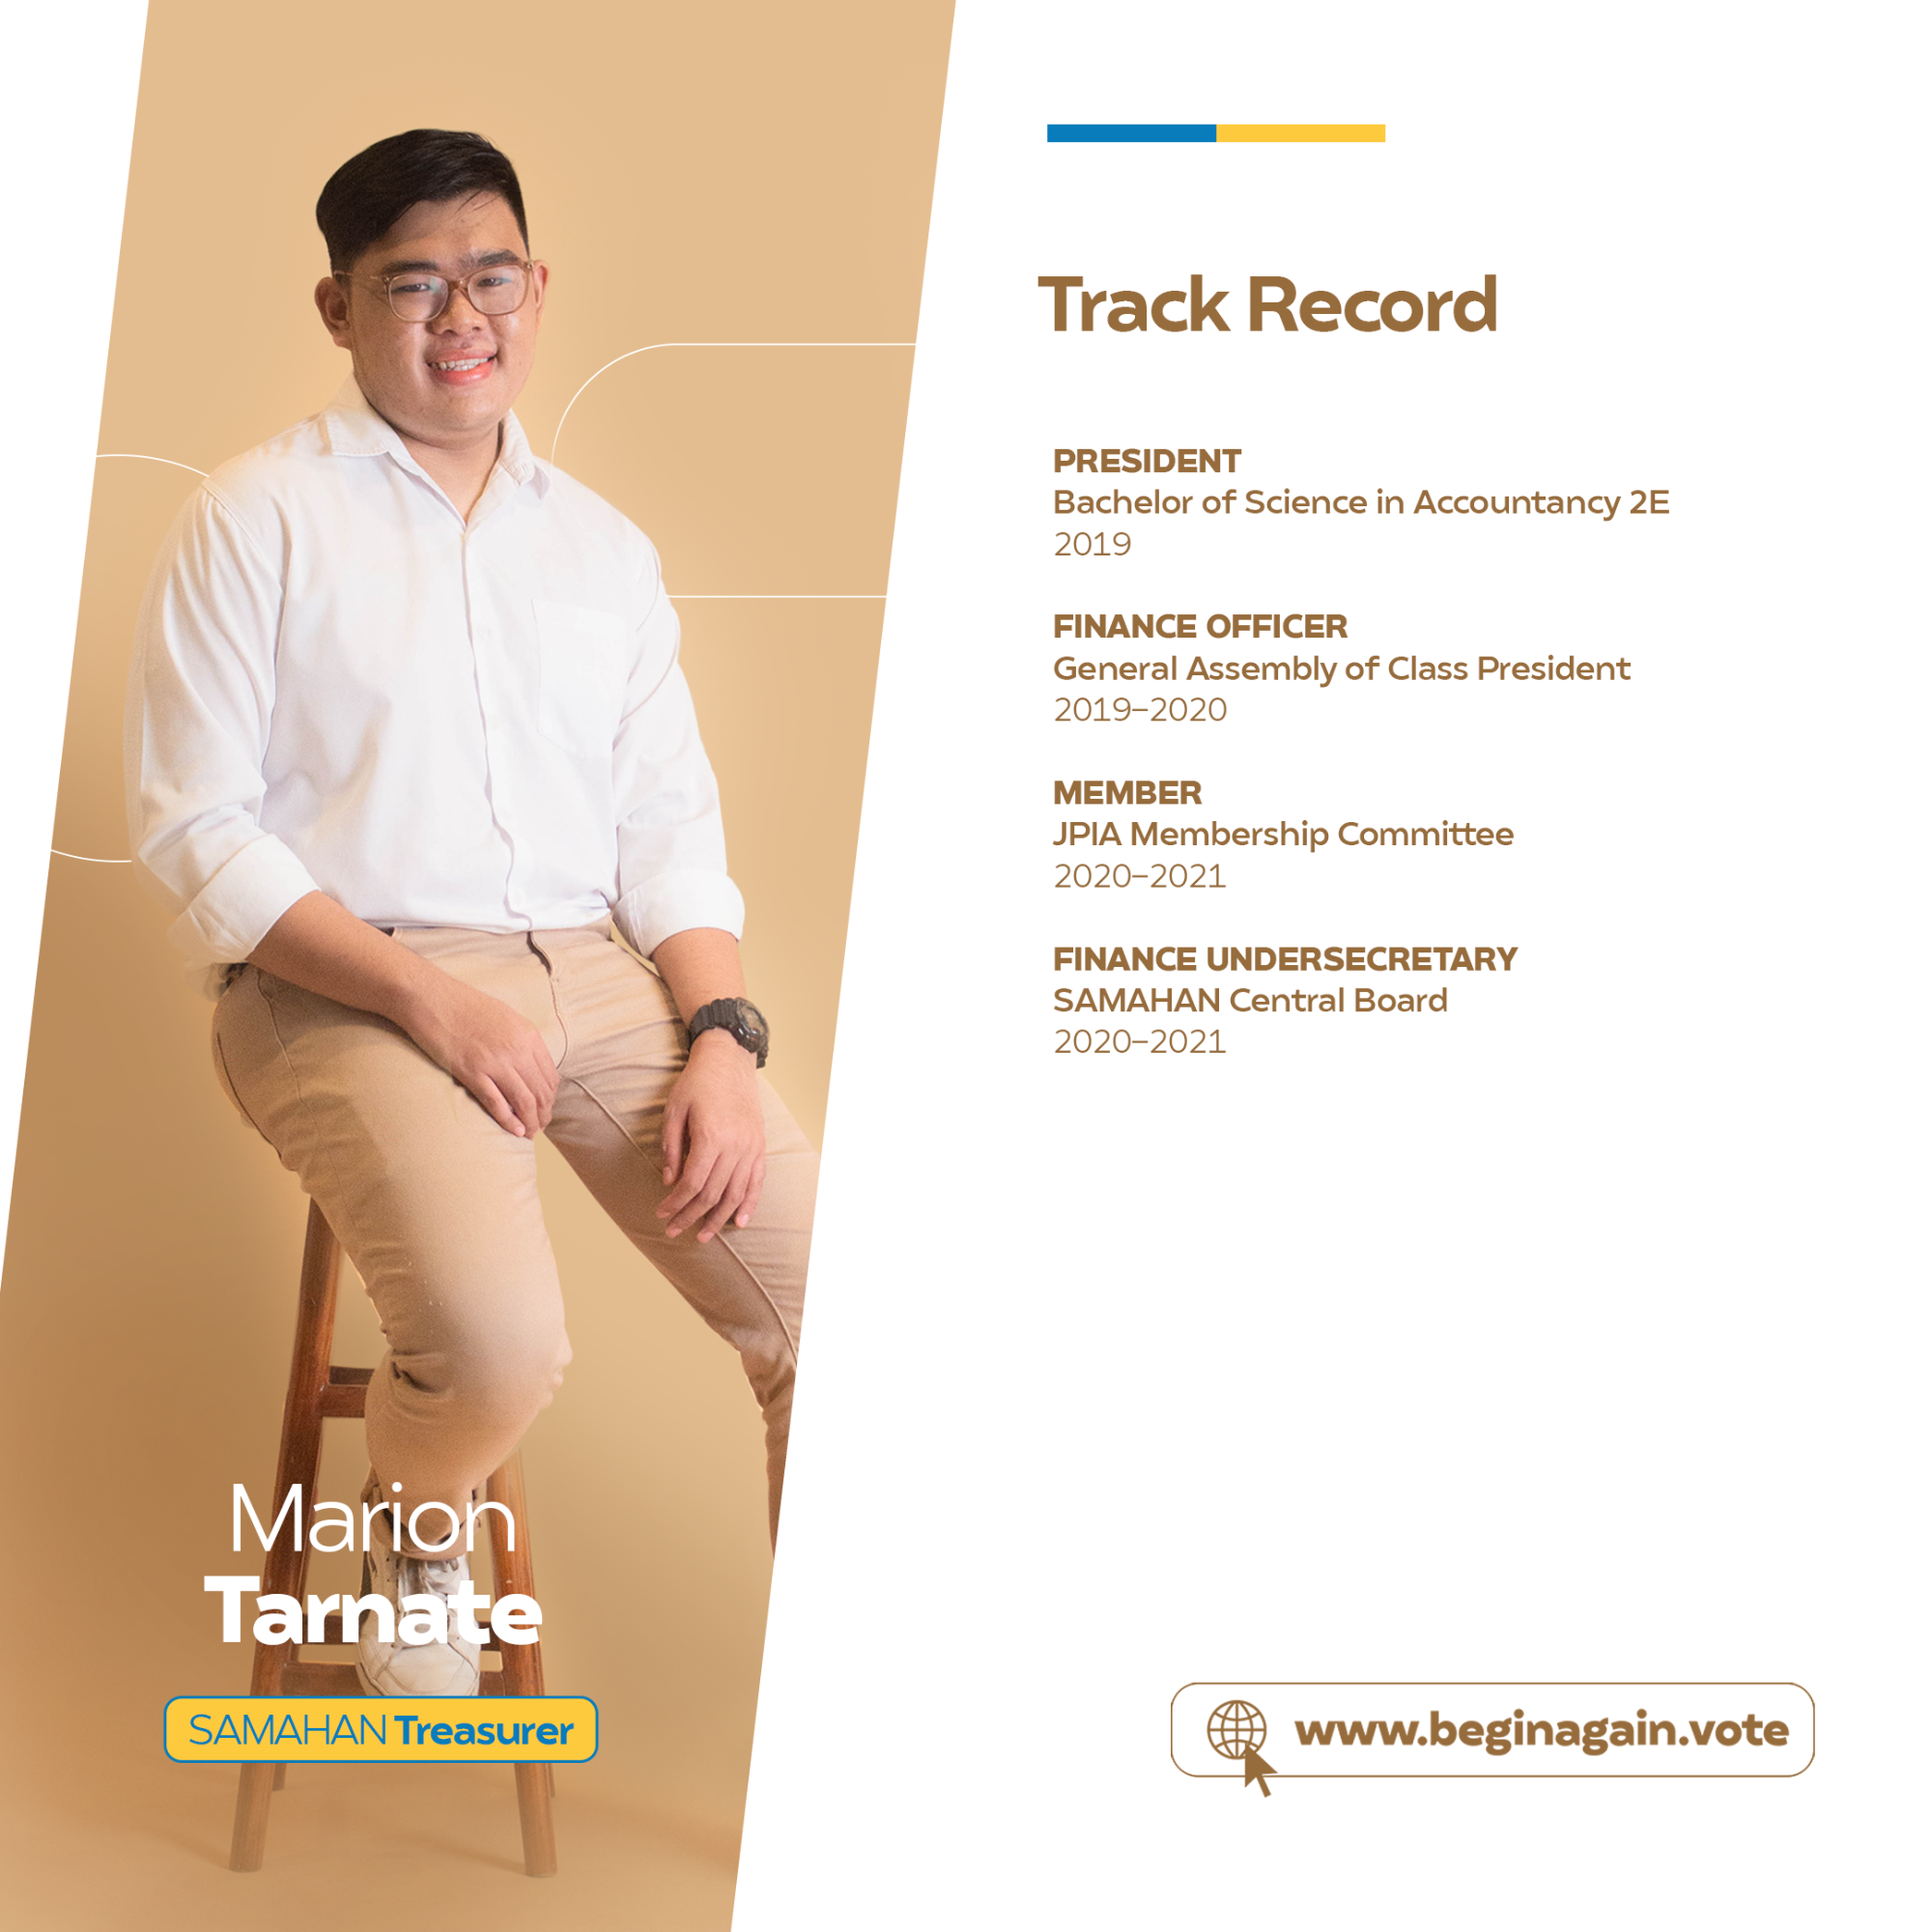 Track Record
PRESIDENT
Bachelor of Science in Accountancy 2E
2019
FINANCE OFFICER
General Assembly of Class President
2019–2020
MEMBER
JPIA Membership Committee
2020–2021
FINANCE UNDERSECRETARY
SAMAHAN Central Board
2020–2021
Marion
Tarnate
SAMAHAN Treasurer
www.beginagain.vote